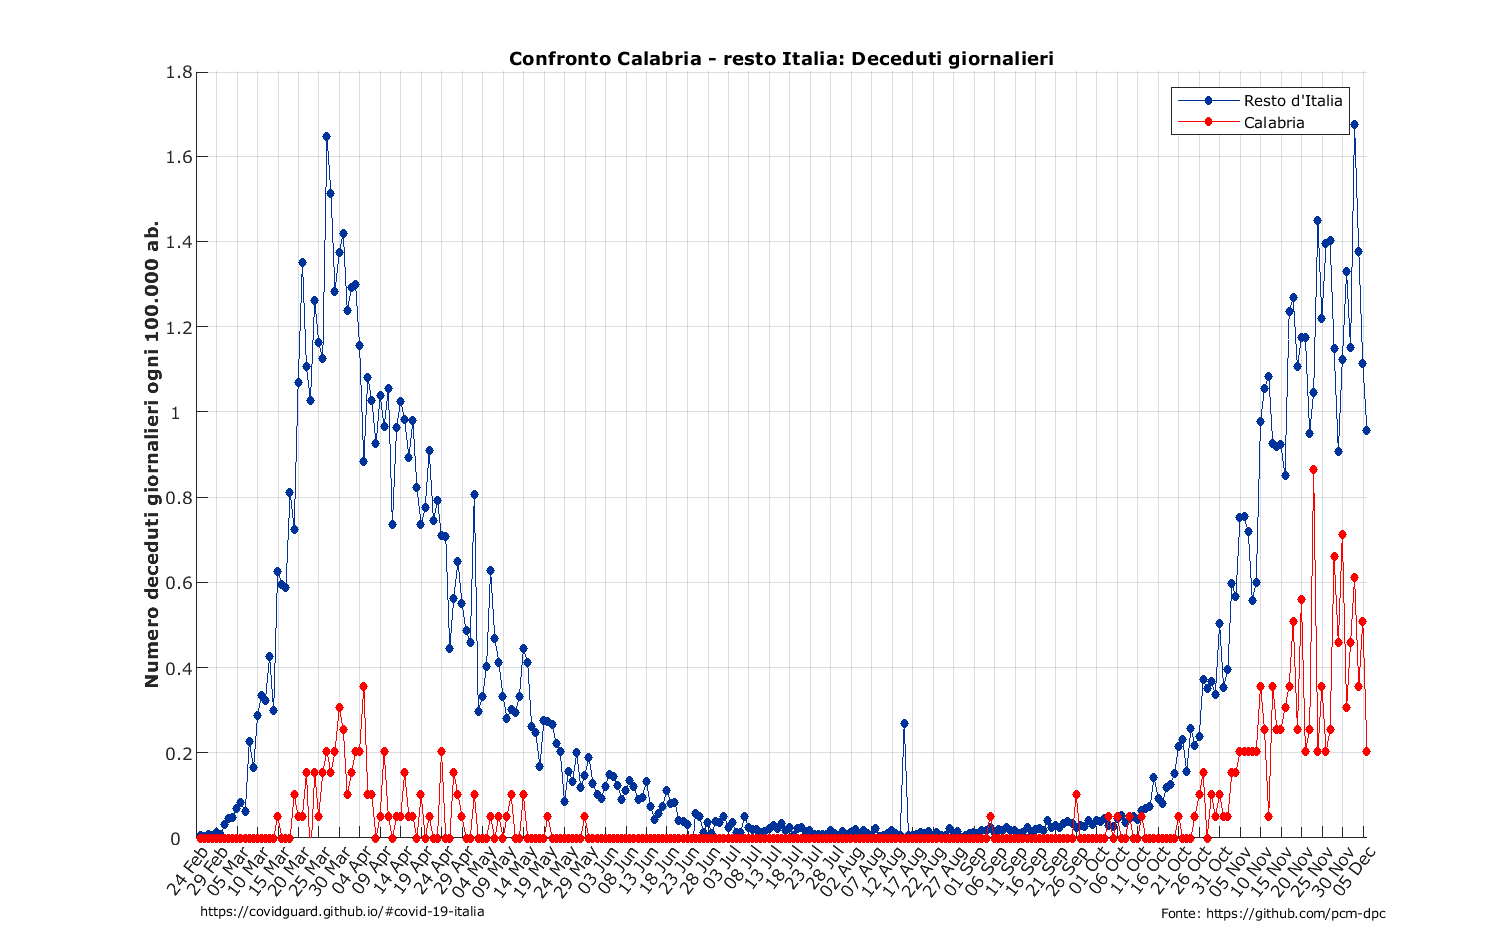 Confronto Calabria - resto Italia: Deceduti giornalieri
Numero deceduti giornalieri ogni 100.000 ab.
1.8
1.6
1.4
1.2
1
0.8
0.6
0.4
0.2
0
Resto d'Italia
Calabria
24 Feb
29 Feb
05 Mar
10 Mar
15 Mar
20 Mar
25 Mar
30 Mar
04 Apr
09 Apr
14 Apr
19 Apr
24 Apr
29 Apr
04 May
09 May
14 May
19 May
24 May
29 May
03 Jun
08 Jun
13 Jun
18 Jun
23 Jun
28 Jun
03 Jul
08 Jul
13 Jul
18 Jul
23 Jul
28 Jul
02 Aug
07 Aug
12 Aug
17 Aug
22 Aug
27 Aug
01 Sep
06 Sep
11 Sep
16 Sep
21 Sep
26 Sep
01 Oct
06 Oct
11 Oct
16 Oct
21 Oct
26 Oct
31 Oct
05 Nov
10 Nov
15 Nov
20 Nov
25 Nov
30 Nov
05 Dec
https://covidguard.github.io/#covid-19-italia
Fonte: https://github.com/pcm-dpc